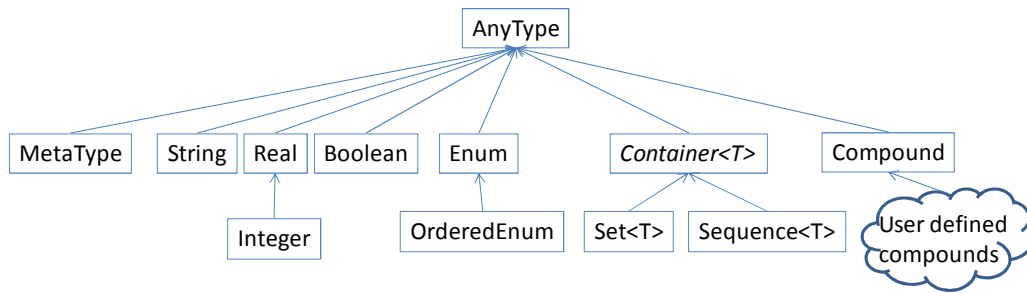 AnyType
MetaType
String
Real
Boolean
Enum
Container<T>
Compound
Integer
OrderedEnum
Set<T>
Sequence<T>
User defined
compounds